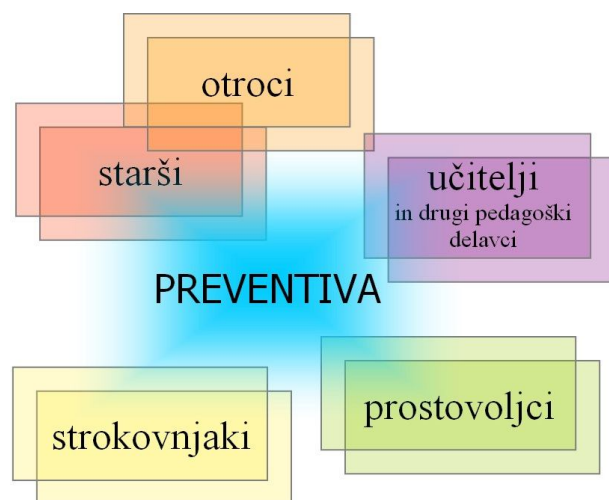 otroci
starši
učitelji
in drugi pedagoški
delavci
PREVENTIVA
prostovoljci
strokovnjaki